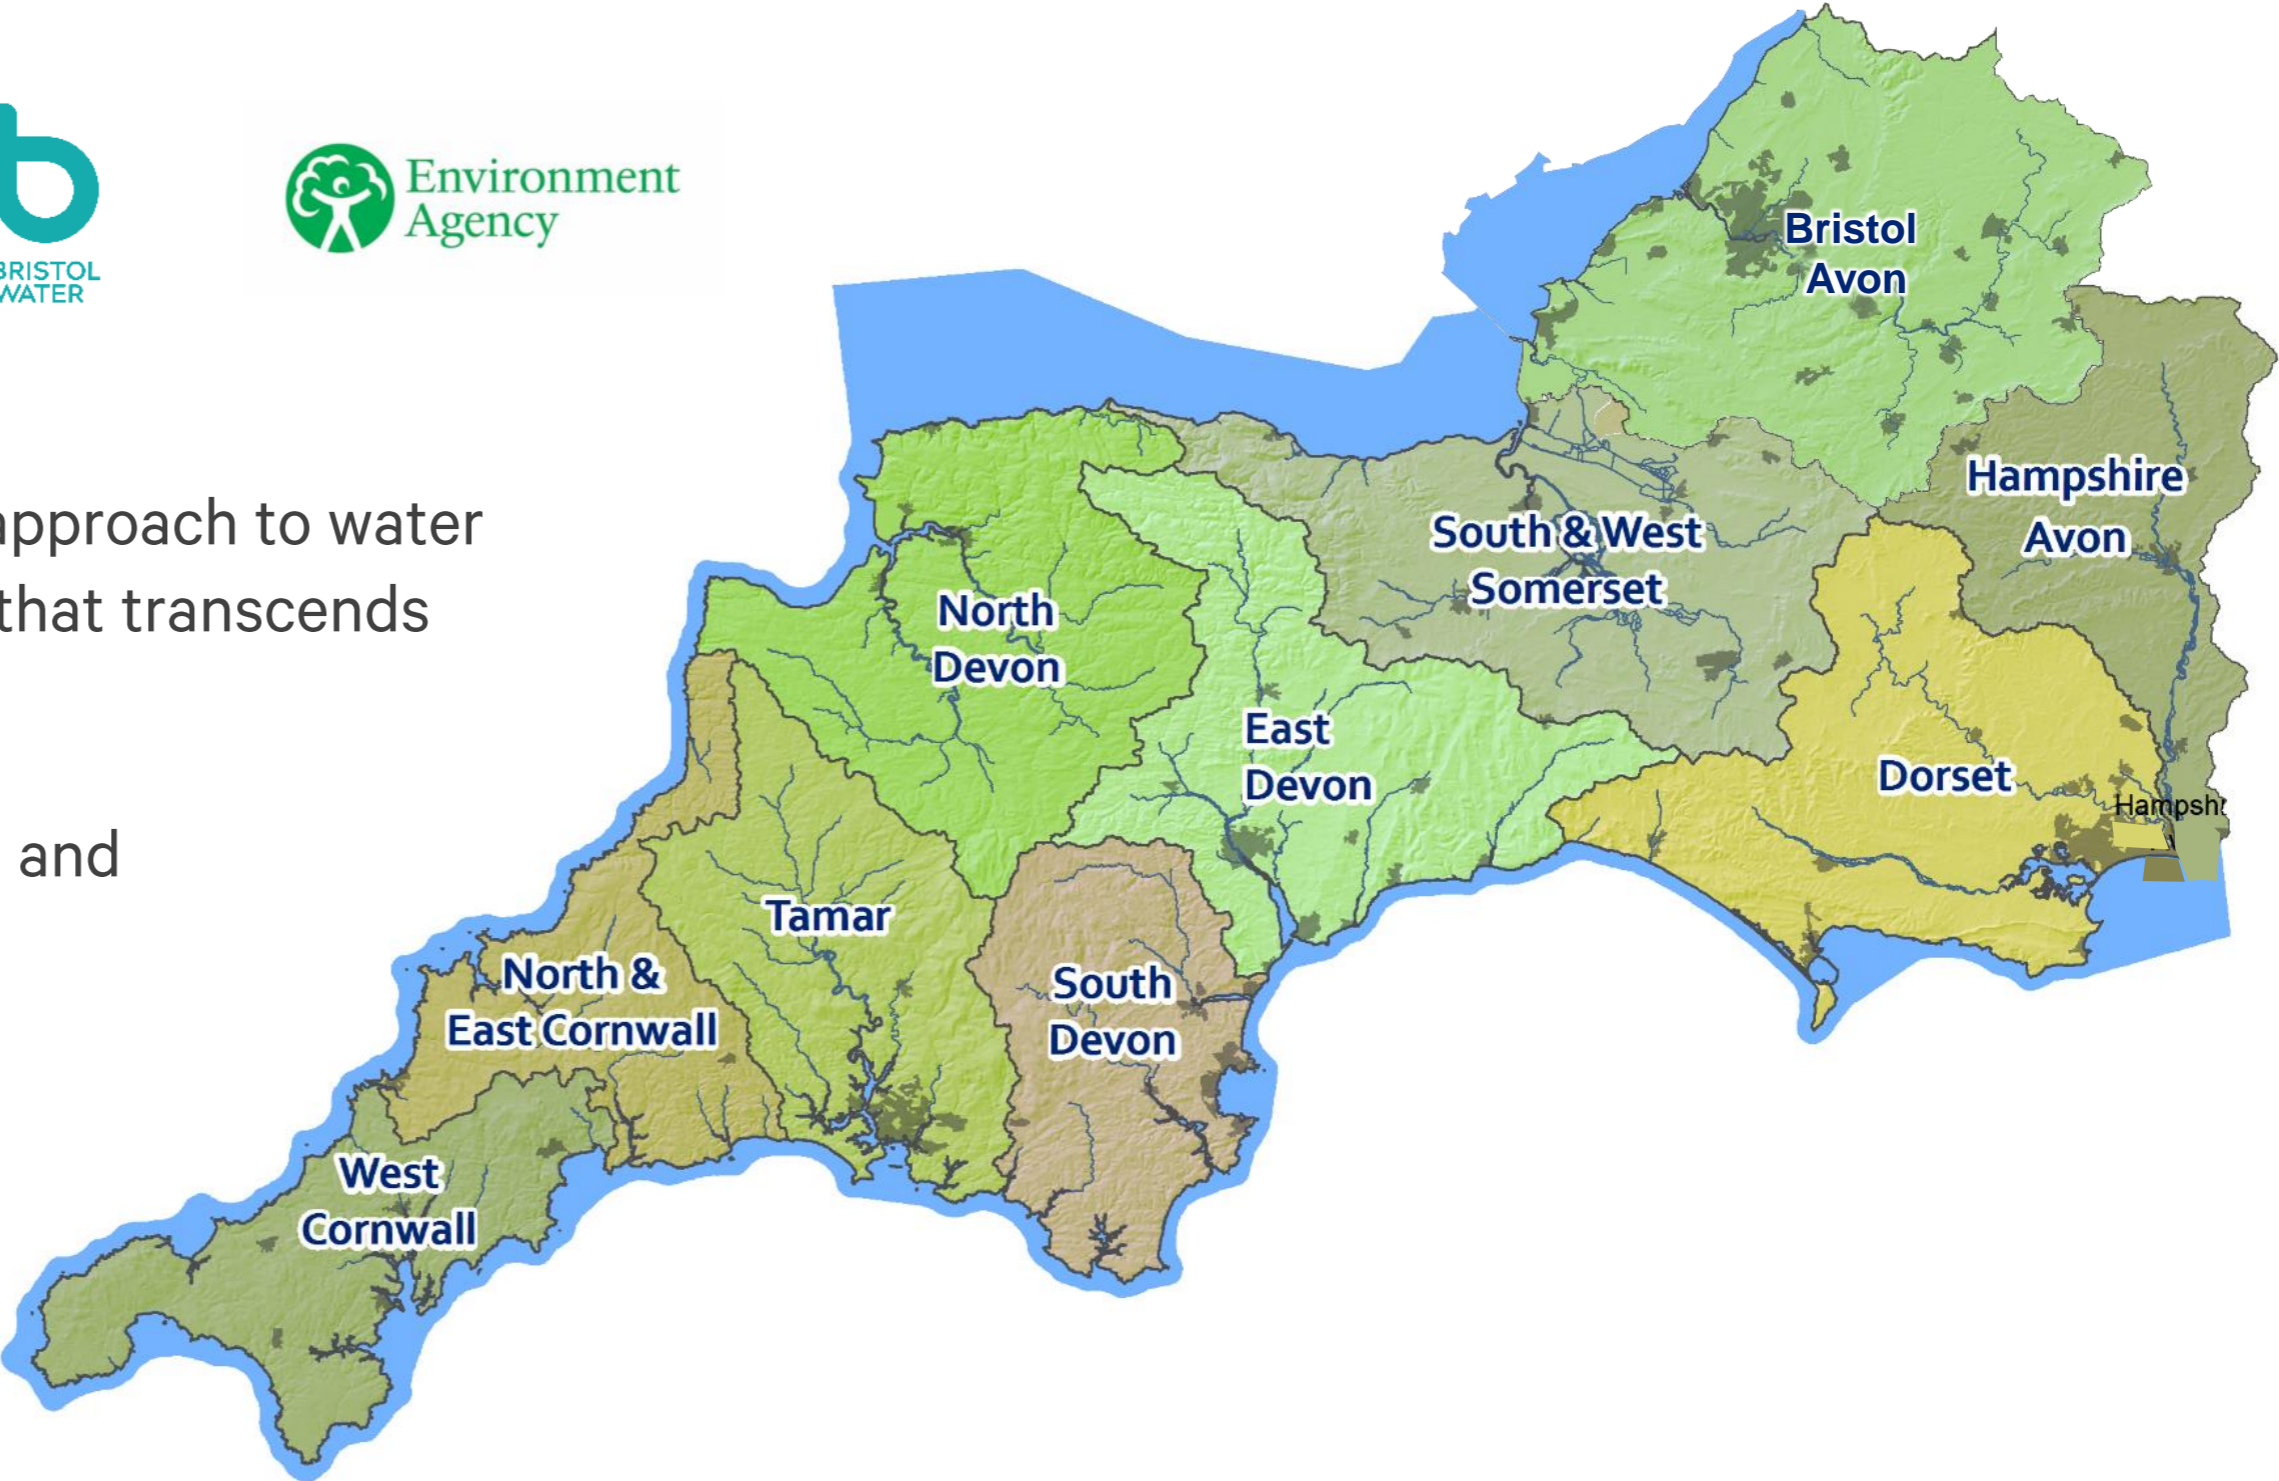 BRISTOL
WATER
Environment
Agency
approach to water
that transcends
and
Bristol
Avon
Hampshire
Avon
South & West
Somerset
North
Devon
East
Devon
Dorset
Tamar
North &
East Cornwall
South
Devon
West
Cornwall